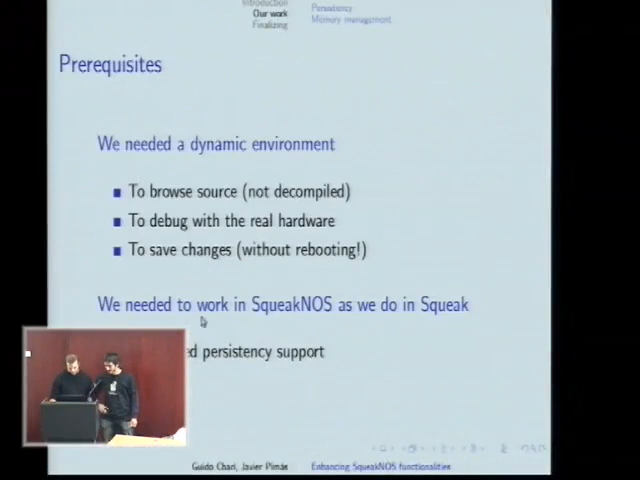 Introduction
Our work
Finalizing
Persistency
Memory management
Prerequisites
We needed a dynamic environment
To browse source (not decompiled)
To debug with the real hardware
To save changes (without rebooting!)
We needed to work in SqueakNOS as we do in Squeak
persistency support
Guido Chari, Javier Pimás
Enhancing SqueakNOS functionalities